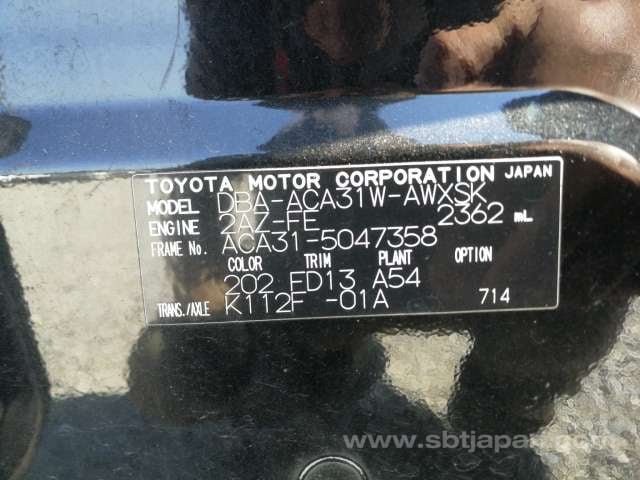 TOYOTA MOTOR CORPORATION JAPAN
MODEL DBA-ACA31W-AWXSK
ENGINE 2AZ-FE 2362 mL
FRAME No. ACA31-5047358
COLOR TRIM PLANT OPTION
202 FD13 A54
TRANS./AXLE K112F -01A 714
www.sbtjapan.com